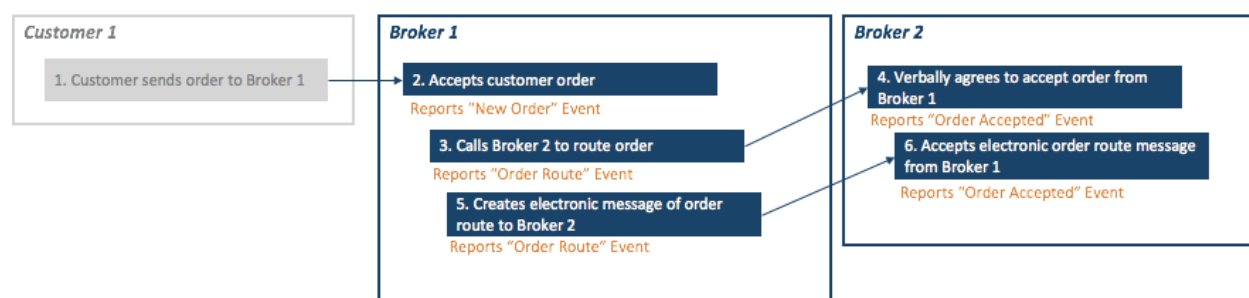 Customer 1
1. Customer sends order to Broker 1
Broker 1
2. Accepts customer order
Reports "New Order" Event
3. Calls Broker 2 to route order
Reports "Order Route" Event
5. Creates electronic message of order
route to Broker 2
Reports "Order Route" Event
Broker 2
4. Verbally agrees to accept order from
Broker 1
Reports "Order Accepted" Event
6. Accepts electronic order route message
from Broker 1
Reports "Order Accepted" Event